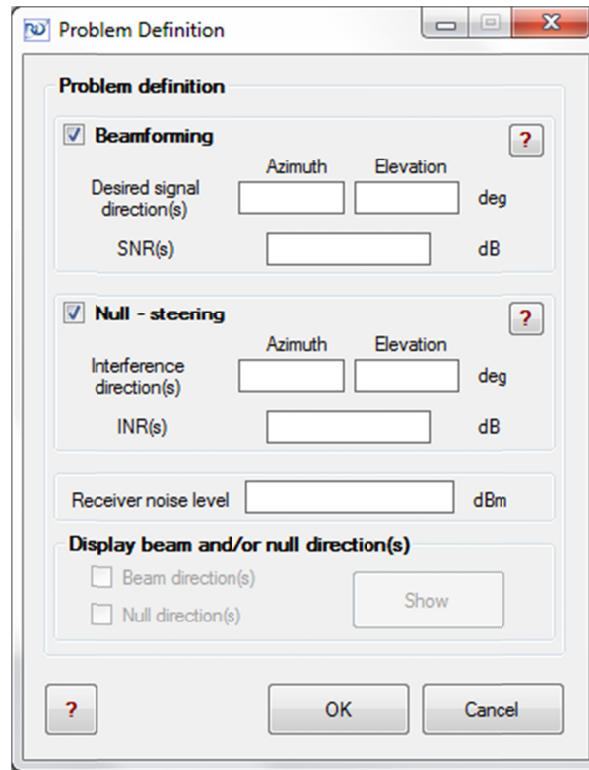 Problem Definition
Problem definition
Beamforming
?
Azimuth Elevation
Desired signal
direction(s)
deg
SNR(s)
dB
Null - steering
?
Azimuth Elevation
Interference
direction(s)
deg
INR(s)
dB
Receiver noise level
dBm
Display beam and/or null direction(s)
Beam direction(s)
Null direction(s)
Show
?
OK
Cancel